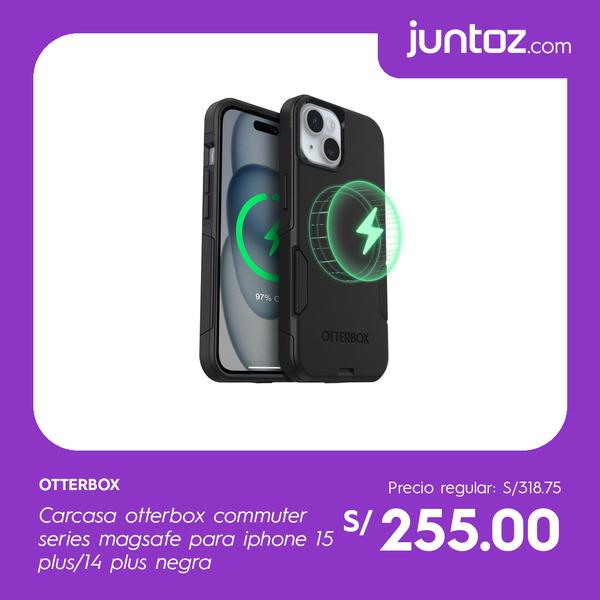 juntoz.com
97% C
OTTERBOX
OTTERBOX
Precio regular: S/318.75
Carcasa otterbox commuter
series magsafe para iphone 15
plus/14 plus negra
S/ 255.00